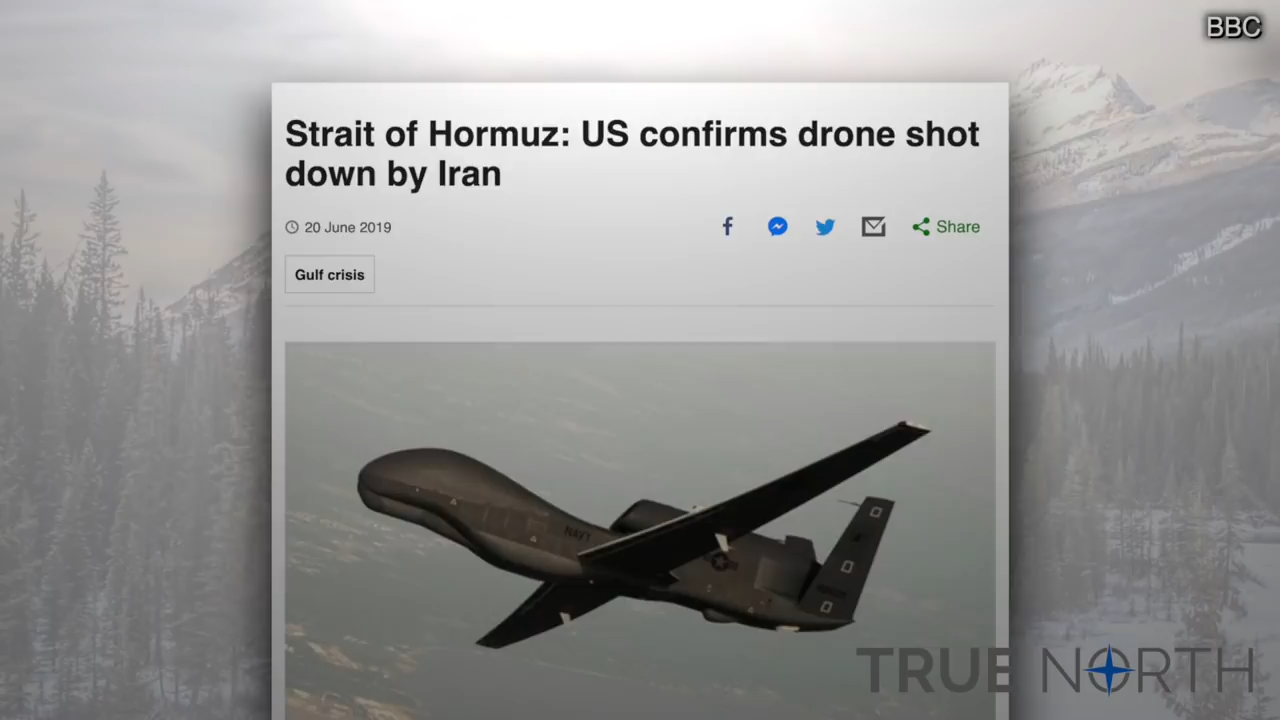 BBC
Strait of Hormuz: US confirms drone shot
down by Iran
20 June 2019
Share
Gulf crisis
NAVY
TRUE NORTH